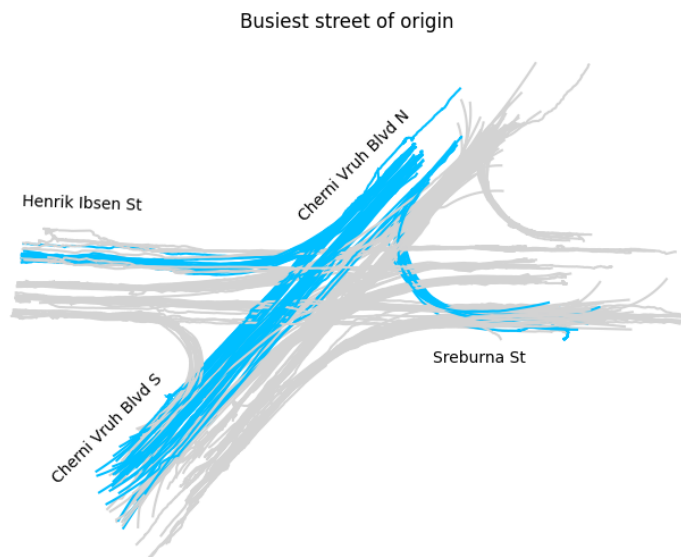 Busiest street of origin
Cherni Vruh Blvd N
Henrik Ibsen St
Sreburna St
Cherni Vruh Blvd S